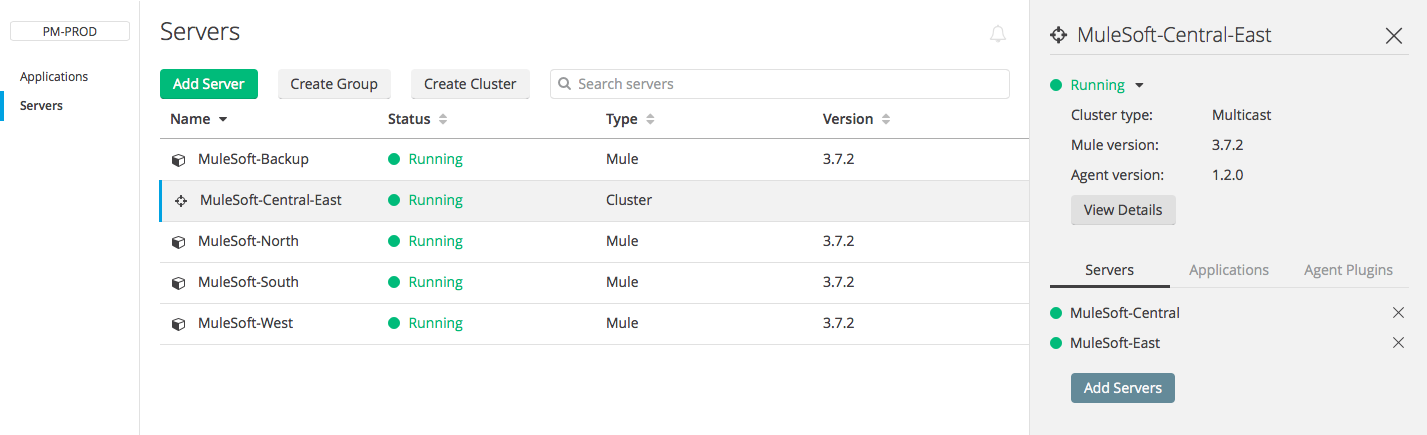 PM-PROD
Applications
Servers
Servers
Add Server
Create Group
Create Cluster
Search servers
Name Status Type Version
MuleSoft-Backup Running Mule 3.7.2
MuleSoft-Central-East Running Cluster
MuleSoft-North Running Mule 3.7.2
MuleSoft-South Running Mule 3.7.2
MuleSoft-West Running Mule 3.7.2
MuleSoft-Central-East
Running
Cluster type: Multicast
Mule version: 3.7.2
Agent version: 1.2.0
View Details
Servers Applications Agent Plugins
MuleSoft-Central
MuleSoft-East
Add Servers